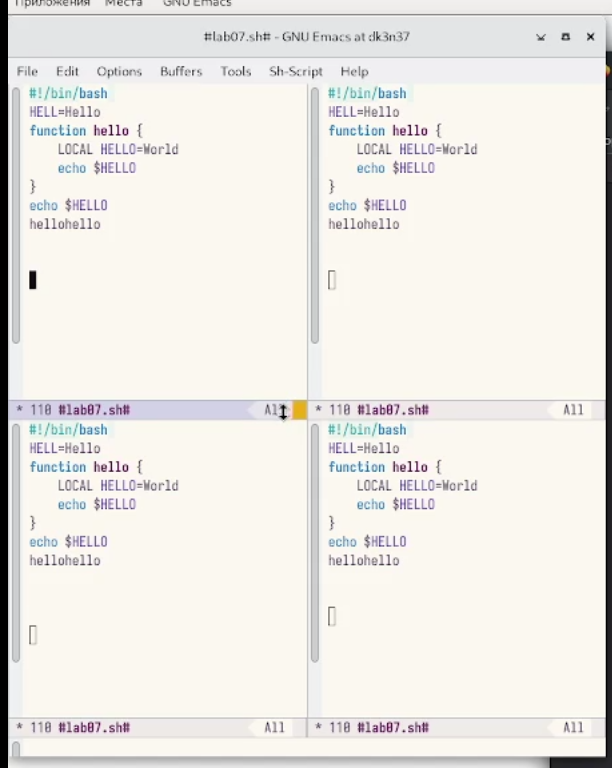 Приложения Места GNU Emacs
#lab07.sh# - GNU Emacs at dk3n37
File Edit Options Buffers Tools Sh-Script Help
#!/bin/bash
HELL=Hello
function hello {
    LOCAL HELLO=World
    echo $HELLO
}
echo $HELLO
hellohello
* 110 #lab07.sh# All
#!/bin/bash
HELL=Hello
function hello {
    LOCAL HELLO=World
    echo $HELLO
}
echo $HELLO
hellohello
* 110 #lab07.sh# All
#!/bin/bash
HELL=Hello
function hello {
    LOCAL HELLO=World
    echo $HELLO
}
echo $HELLO
hellohello
* 110 #lab07.sh# All
#!/bin/bash
HELL=Hello
function hello {
    LOCAL HELLO=World
    echo $HELLO
}
echo $HELLO
hellohello
* 110 #lab07.sh# All